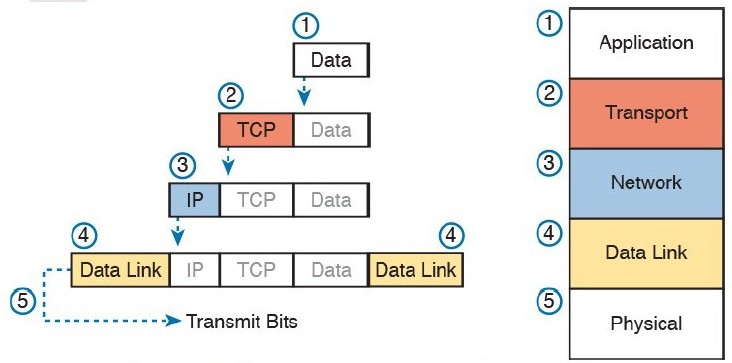 1
Data
2
TCP Data
3
IP TCP Data
4 4
Data Link IP TCP Data Data Link
5
Transmit Bits
1 Application
2 Transport
3 Network
4 Data Link
5 Physical